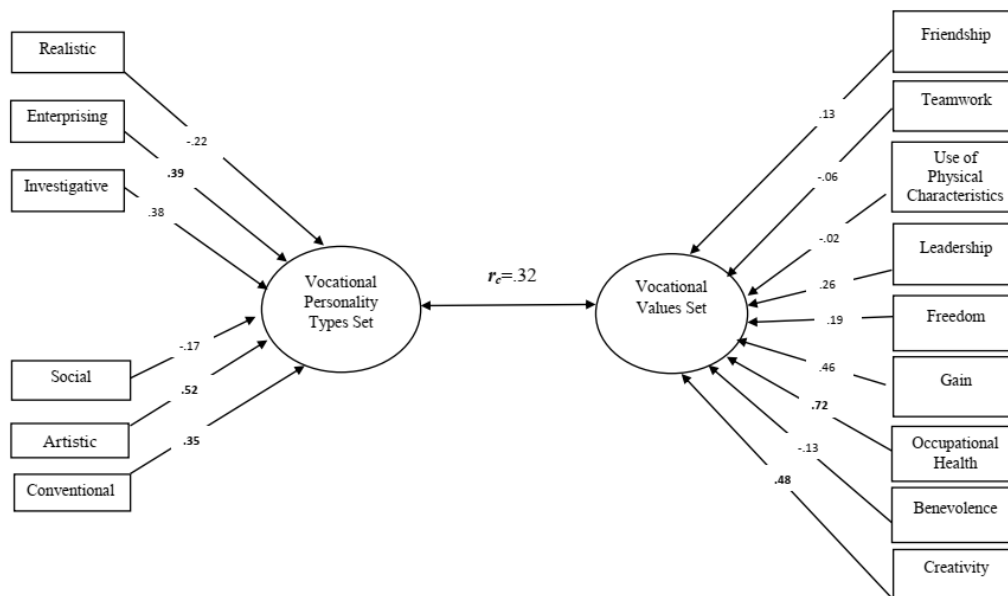 Realistic
Enterprising
Investigative
Social
Artistic
Conventional
-.22
.39
.38
-.17
.52
.35
Vocational
Personality
Types Set
rc=.32
Vocational
Values Set
.13
-.06
-.02
.26
.19
.46
.72
-.13
.48
Friendship
Teamwork
Use of
Physical
Characteristics
Leadership
Freedom
Gain
Occupational
Health
Benevolence
Creativity